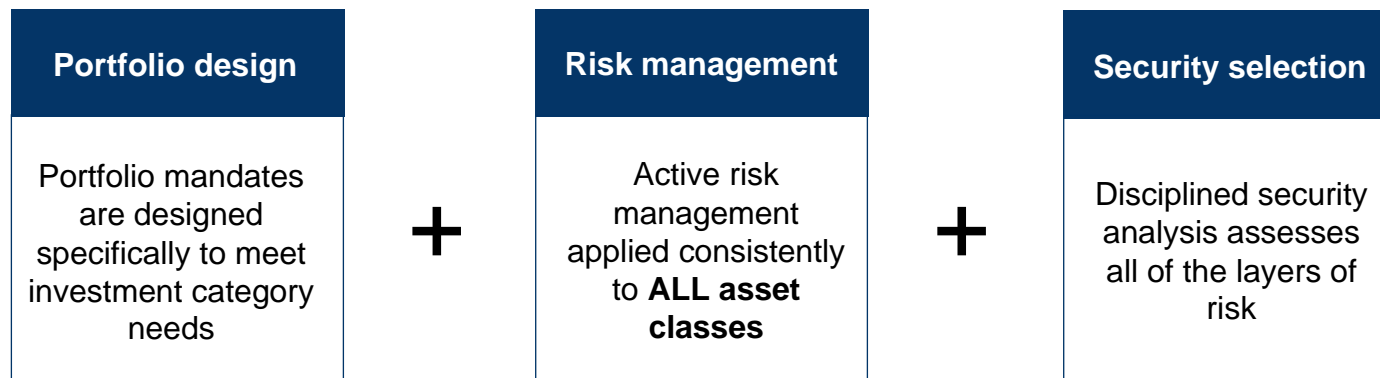 Portfolio design
Portfolio mandates
are designed
specifically to meet
investment category
needs
+
Risk management
Active risk
management
applied consistently
to ALL asset
classes
+
Security selection
Disciplined security
analysis assesses
all of the layers of
risk